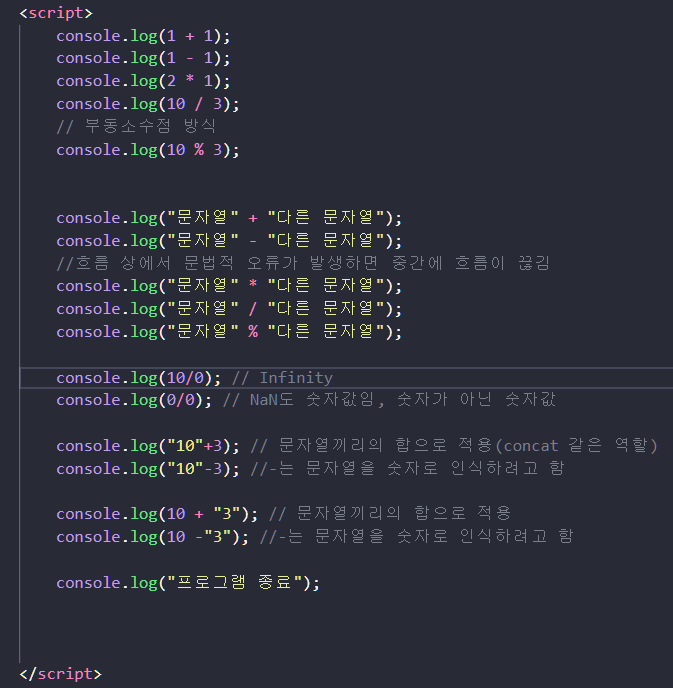 <script>
console.log(1 + 1);
console.log(1 - 1);
console.log(2 * 1);
console.log(10 / 3);
// 부동소수점 방식
console.log(10 % 3);
console.log("문자열" + "다른 문자열");
console.log("문자열" - "다른 문자열");
//흐름 상에서 문법적 오류가 발생하면 중간에 흐름이 끊김
console.log("문자열" * "다른 문자열");
console.log("문자열" / "다른 문자열");
console.log("문자열" % "다른 문자열");
console.log(10/0); // Infinity
console.log(0/0); // NaN도 숫자값임, 숫자가 아닌 숫자값
console.log("10"+3); // 문자열끼리의 합으로 적용(concat 같은 역할)
console.log("10"-3); //-는 문자열을 숫자로 인식하려고 함
console.log(10 + "3"); // 문자열끼리의 합으로 적용
console.log(10 -"3"); //-는 문자열을 숫자로 인식하려고 함
console.log("프로그램 종료");
</script>